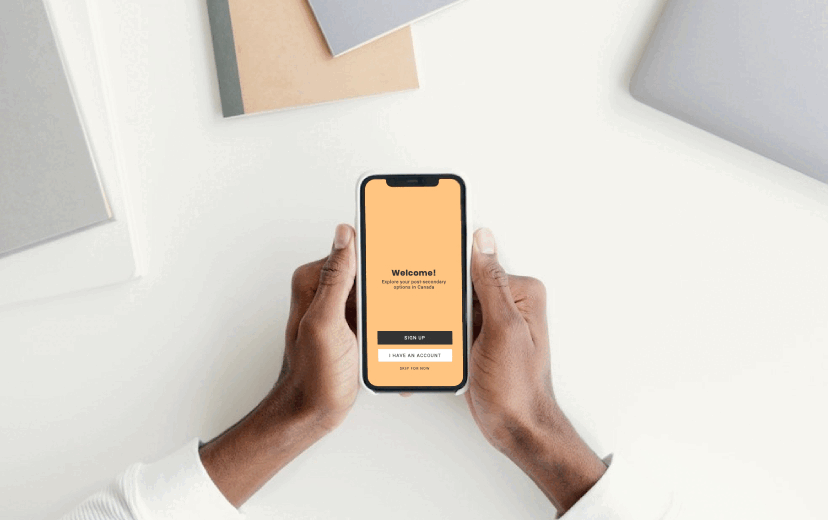 Welcome!
Explore your post-secondary
options in Canada
SIGN UP
I HAVE AN ACCOUNT
SKIP FOR NOW